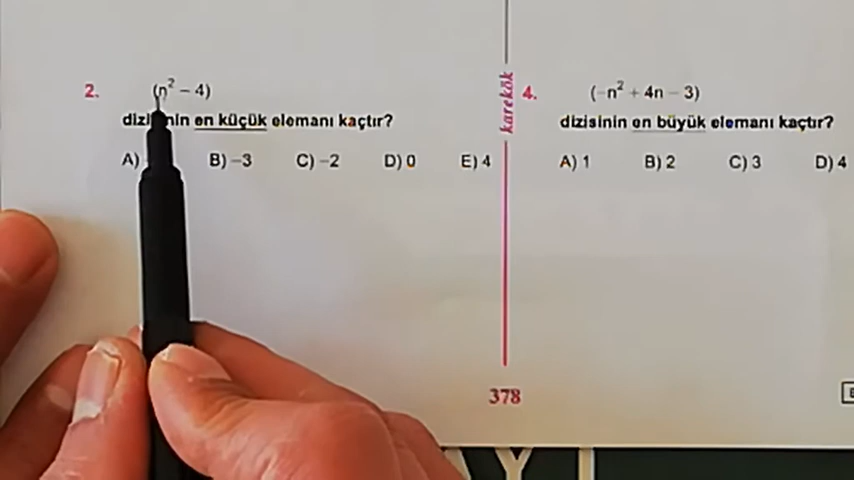 2. (n² − 4)
nin en küçük elemanı kaçtır?
A) B) −3 C) −2 D) 0 E) 4
karekök
4. (−n² + 4n − 3)
dizisinin en büyük elemanı kaçtır?
A) 1 B) 2 C) 3 D) 4
378